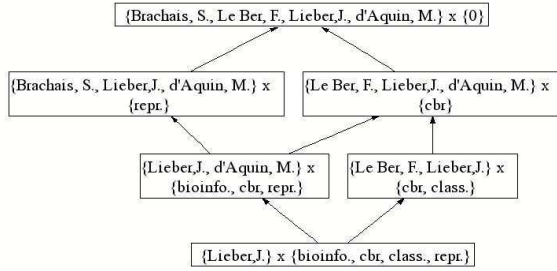 {Brachais, S., Le Ber, F., Lieber,J., d'Aquin, M.} x {0}
{Brachais, S., Lieber,J., d'Aquin, M.} x
{repr.}
{Le Ber, F., Lieber,J., d'Aquin, M.} x
{cbr}
{Lieber,J., d'Aquin, M.} x
{bioinfo., cbr, repr.}
{Le Ber, F., Lieber,J.} x
{cbr, class.}
{Lieber,J.} x {bioinfo., cbr, class., repr.}